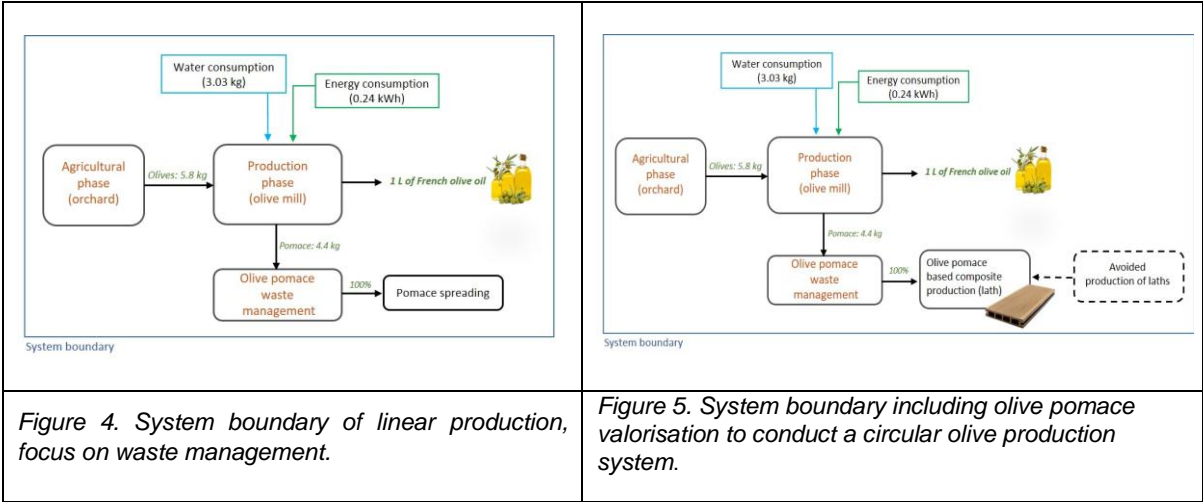 Water consumption
(3.03 kg)
Energy consumption
(0.24 kWh)
Agricultural
phase
(orchard)
Olives: 5.8 kg
Production
phase
(olive mill)
1 L of French olive oil
Pomace: 4.4 kg
Olive pomace
waste
management
100%
Pomace spreading
System boundary
Water consumption
(3.03 kg)
Energy consumption
(0.24 kWh)
Agricultural
phase
(orchard)
Olives: 5.8 kg
Production
phase
(olive mill)
1 L of French olive oil
Pomace: 4.4 kg
Olive pomace
waste
management
100%
Olive pomace
based composite
production (lath)
Avoided
production of laths
System boundary
Figure 4. System boundary of linear production,
focus on waste management.
Figure 5. System boundary including olive pomace
valorisation to conduct a circular olive production
system.